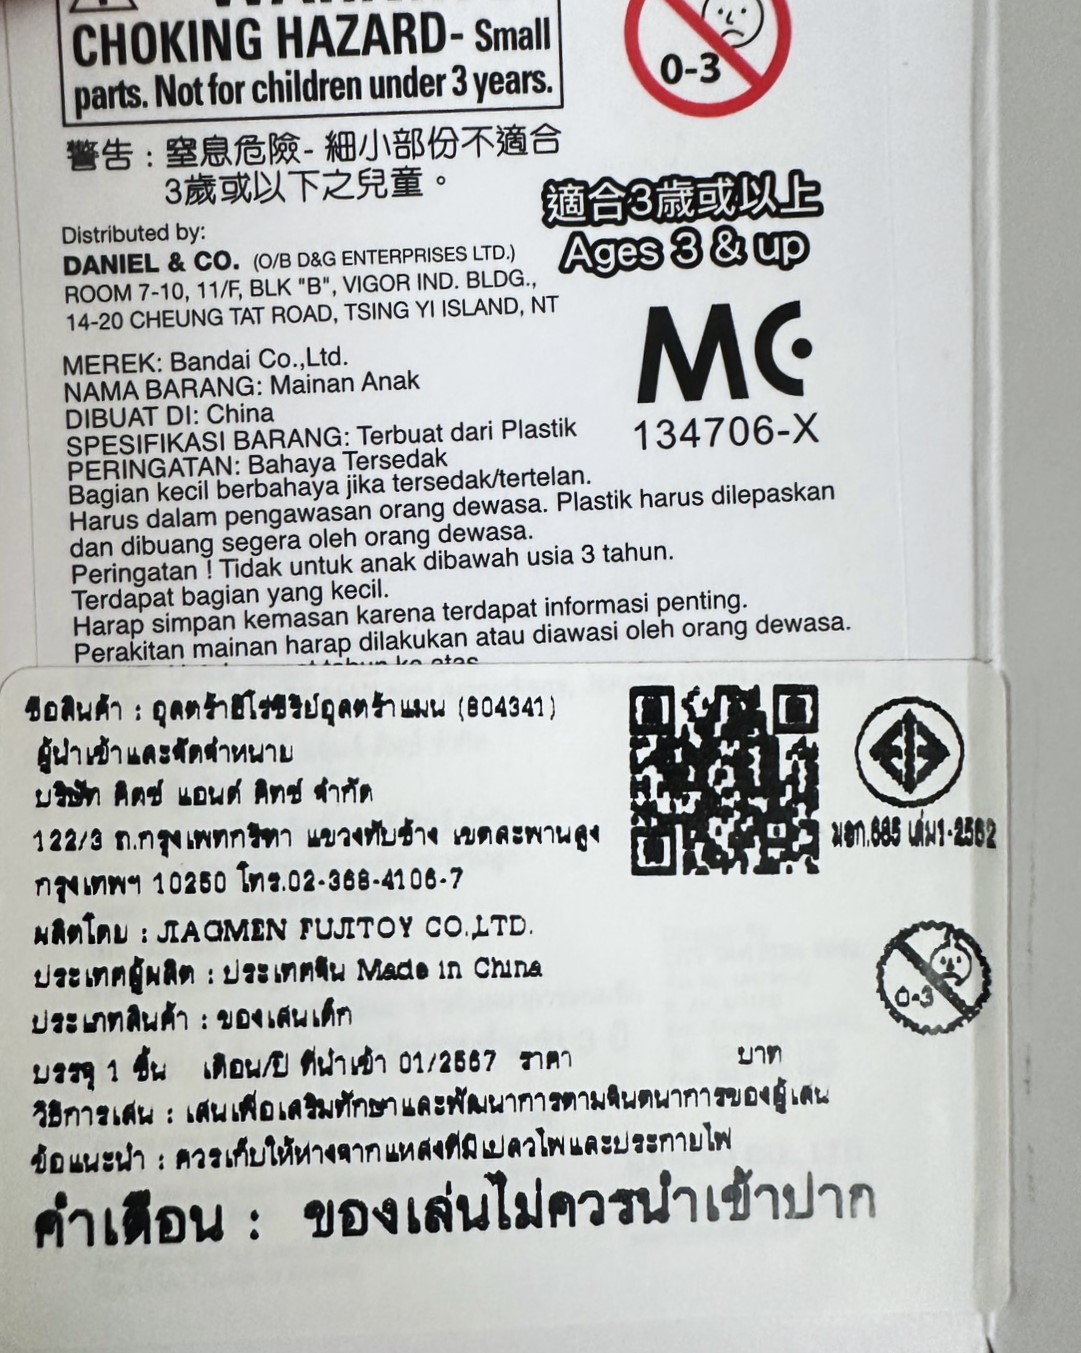 CHOKING HAZARD- Small
parts. Not for children under 3 years.
0-3
警告 : 窒息危險- 細小部份不適合
3歲或以下之兒童。
適合3歲或以上
Ages 3 & up
Distributed by:
DANIEL & CO. (O/B D&G ENTERPRISES LTD.)
ROOM 7-10, 11/F, BLK "B", VIGOR IND. BLDG.,
14-20 CHEUNG TAT ROAD, TSING YI ISLAND, NT
MC
134706-X
MEREK: Bandai Co.,Ltd.
NAMA BARANG: Mainan Anak
DIBUAT DI: China
SPESIFIKASI BARANG: Terbuat dari Plastik
PERINGATAN: Bahaya Tersedak
Bagian kecil berbahaya jika tersedak/tertelan.
Harus dalam pengawasan orang dewasa. Plastik harus dilepaskan
dan dibuang segera oleh orang dewasa.
Peringatan ! Tidak untuk anak dibawah usia 3 tahun.
Terdapat bagian yang kecil.
Harap simpan kemasan karena terdapat informasi penting.
Perakitan mainan harap dilakukan atau diawasi oleh orang dewasa.
ชื่อสินค้า : อุลตร้าฮีโร่ซีรีย์อุลตร้าแมน (804341)
ผู้นำเข้าและจัดจำหน่าย
บริษัท คิดซ์ แอนด์ คิทซ์ จำกัด
122/3 ถ.กรุงเทพกรีฑา แขวงทับช้าง เขตสะพานสูง
กรุงเทพฯ 10250 โทร.02-368-4106-7
ผลิตโดย : JIAOMEN FUJITOY CO.,LTD.
ประเทศผู้ผลิต : ประเทศจีน Made in China
ประเภทสินค้า : ของเล่นเด็ก
บรรจุ 1 ชิ้น เดือน/ปี ที่นำเข้า 01/2567 ราคา บาท
วิธีการเล่น : เล่นเพื่อเสริมทักษะและพัฒนาการตามจินตนาการของผู้เล่น
ข้อแนะนำ : ควรเก็บให้ห่างจากแหล่งที่มีเปลวไฟและประกายไฟ
คำเตือน : ของเล่นไม่ควรนำเข้าปาก
มอก.685 เล่ม1-2562
0-3